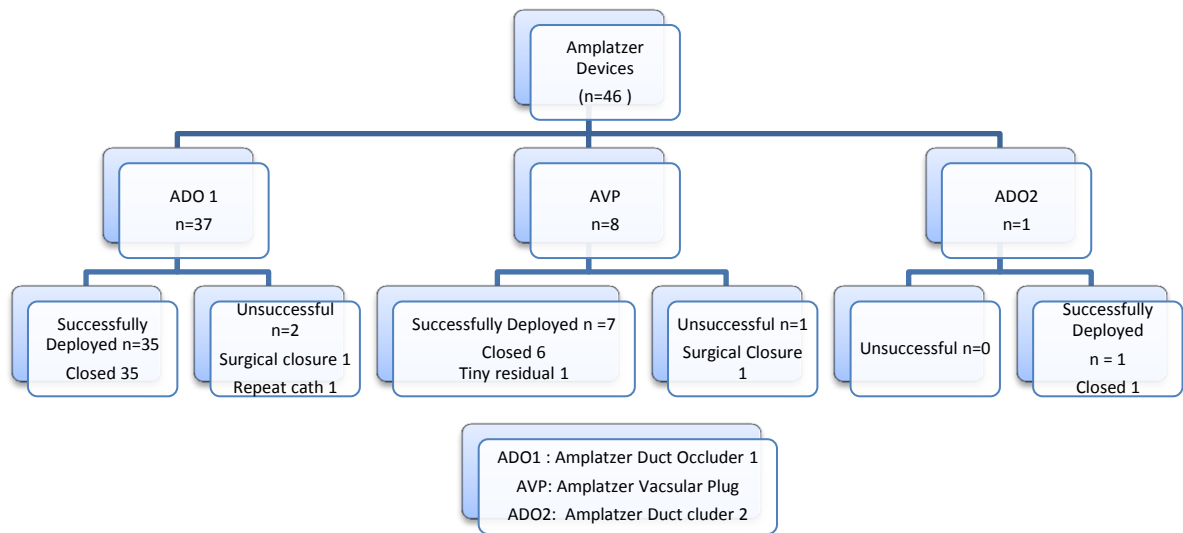 Amplatzer
Devices
(n=46 )
ADO 1
n=37
AVP
n=8
ADO2
n=1
Successfully
Deployed n=35
Closed 35
Unsuccessful
n=2
Surgical closure 1
Repeat cath 1
Successfully Deployed n =7
Closed 6
Tiny residual 1
Unsuccessful n=1
Surgical Closure
1
Unsuccessful n=0
Successfully
Deployed
n = 1
Closed 1
ADO1 : Amplatzer Duct Occluder 1
AVP: Amplatzer Vacsular Plug
ADO2: Amplatzer Duct cluder 2